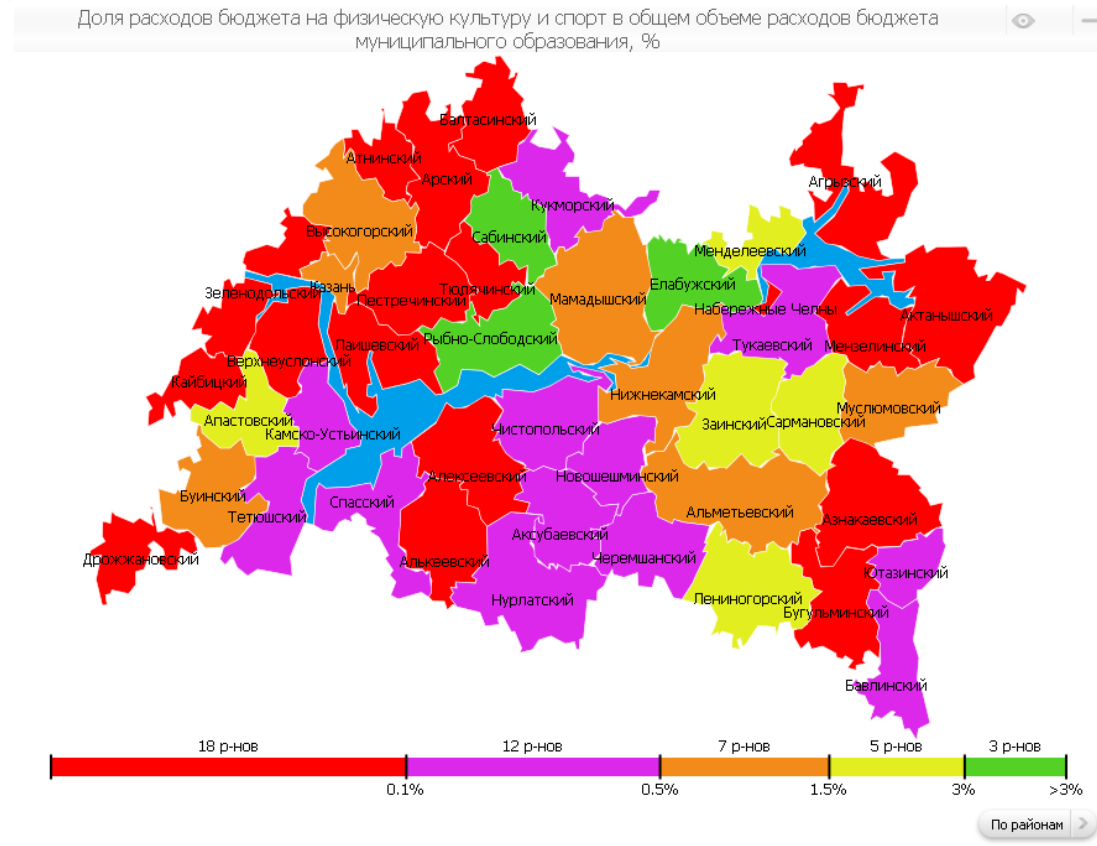 Доля расходов бюджета на физическую культуру и спорт в общем объеме расходов бюджета
муниципального образования, %
Балтасинский
Атнинский
Арский
Агрызский
Кукморский
Высокогорский
Сабинский
Менделеевский
Зеленодольский
Казань
Пестречинский
Тюлячинский
Мамадышский
Елабужский
Набережные Челны
Актанышский
Лаишевский
Рыбно-Слободский
Тукаевский
Мензелинский
Верхнеуслонский
Кайбицкий
Нижнекамский
Муслюмовский
Апастовский
Камско-Устьинский
Чистопольский
Заинский
Сармановский
Алексеевский
Новошешминский
Буинский
Тетюшский
Спасский
Альметьевский
Азнакаевский
Аксубаевский
Дрожжановский
Алькеевский
Черемшанский
Ютазинский
Нурлатский
Лениногорский
Бугульминский
Бавлинский
18 р-нов 12 р-нов 7 р-нов 5 р-нов 3 р-нов
0.1% 0.5% 1.5% 3% >3%
По районам